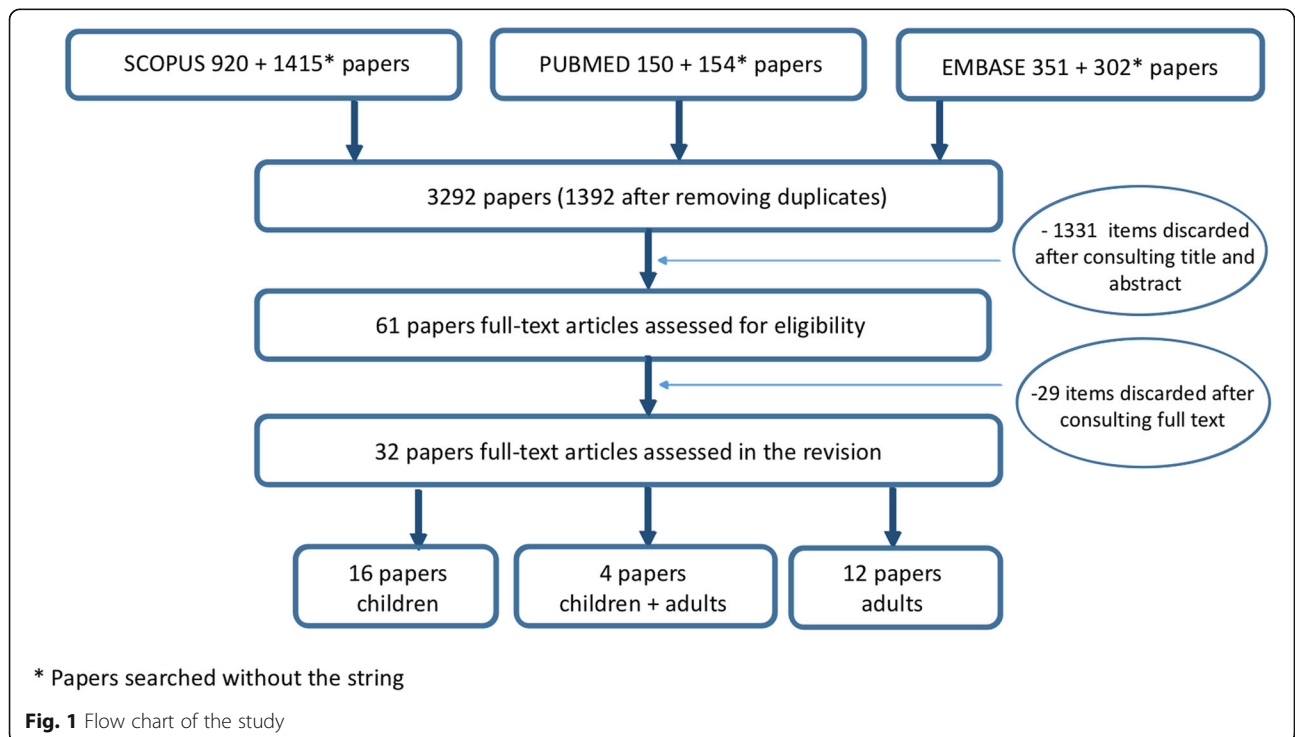 SCOPUS 920 + 1415* papers
PUBMED 150 + 154* papers
EMBASE 351 + 302* papers
3292 papers (1392 after removing duplicates)
- 1331 items discarded
after consulting title and
abstract
61 papers full-text articles assessed for eligibility
-29 items discarded after
consulting full text
32 papers full-text articles assessed in the revision
16 papers
children
4 papers
children + adults
12 papers
adults
* Papers searched without the string
Fig. 1 Flow chart of the study